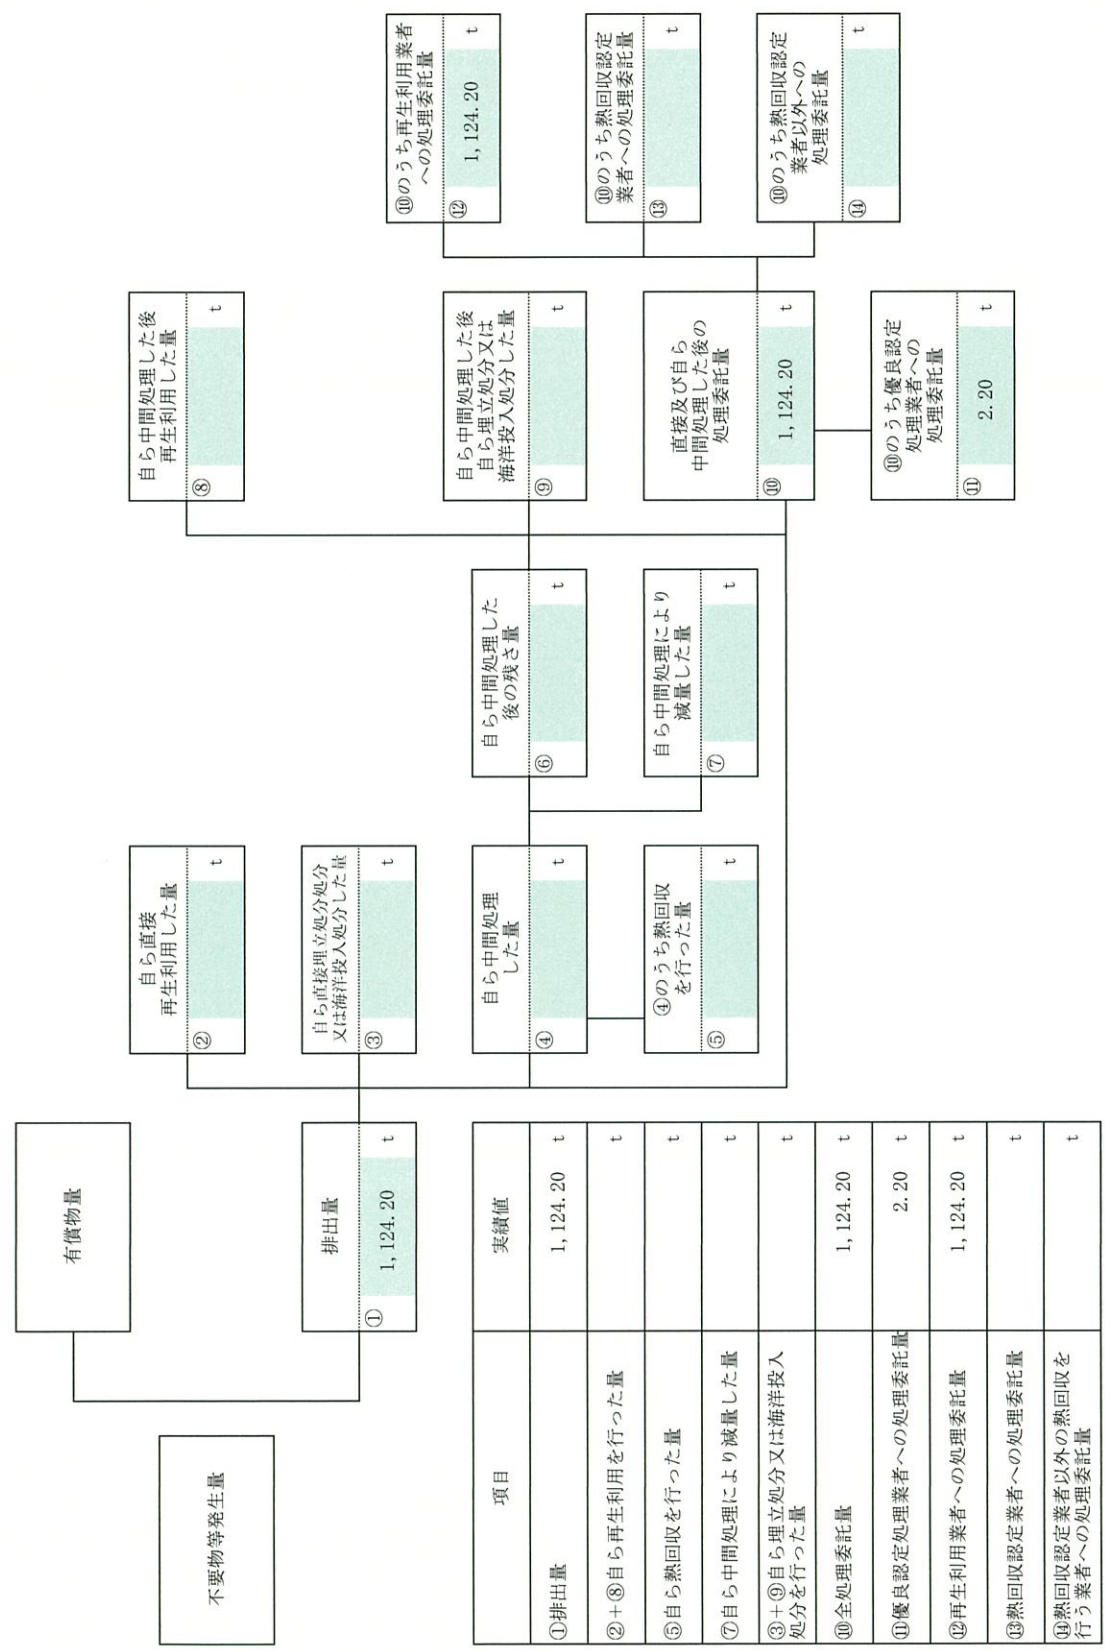 不要物等発生量
有償物量
排出量
① 1,124.20 t
自ら直接
再生利用した量
② t
自ら直接埋立処分処分
又は海洋投入処分した量
③ t
自ら中間処理
した量
④ t
④のうち熱回収
を行った量
⑤ t
自ら中間処理した
後の残さ量
⑥ t
自ら中間処理により
減量した量
⑦ t
自ら中間処理した後
再生利用した量
⑧ t
自ら中間処理した後
自ら埋立処分又は
海洋投入処分した量
⑨ t
直接及び自ら
中間処理した後の
処理委託量
⑩ 1,124.20 t
⑩のうち優良認定
処理業者への
処理委託量
⑪ 2.20 t
⑩のうち再生利用業者
への処理委託量
⑫ 1,124.20 t
⑩のうち熱回収認定
業者への処理委託量
⑬ t
⑩のうち熱回収認定
業者以外への
処理委託量
⑭ t
項目 実績値
①排出量 1,124.20 t
②+⑧自ら再生利用を行った量 t
⑤自ら熱回収を行った量 t
⑦自ら中間処理により減量した量 t
③+⑨自ら埋立処分又は海洋投入 t
処分を行った量
⑩全処理委託量 1,124.20 t
⑪優良認定処理業者への処理委託量 2.20 t
⑫再生利用業者への処理委託量 1,124.20 t
⑬熱回収認定業者への処理委託量 t
⑭熱回収認定業者以外の熱回収を t
行う業者への処理委託量